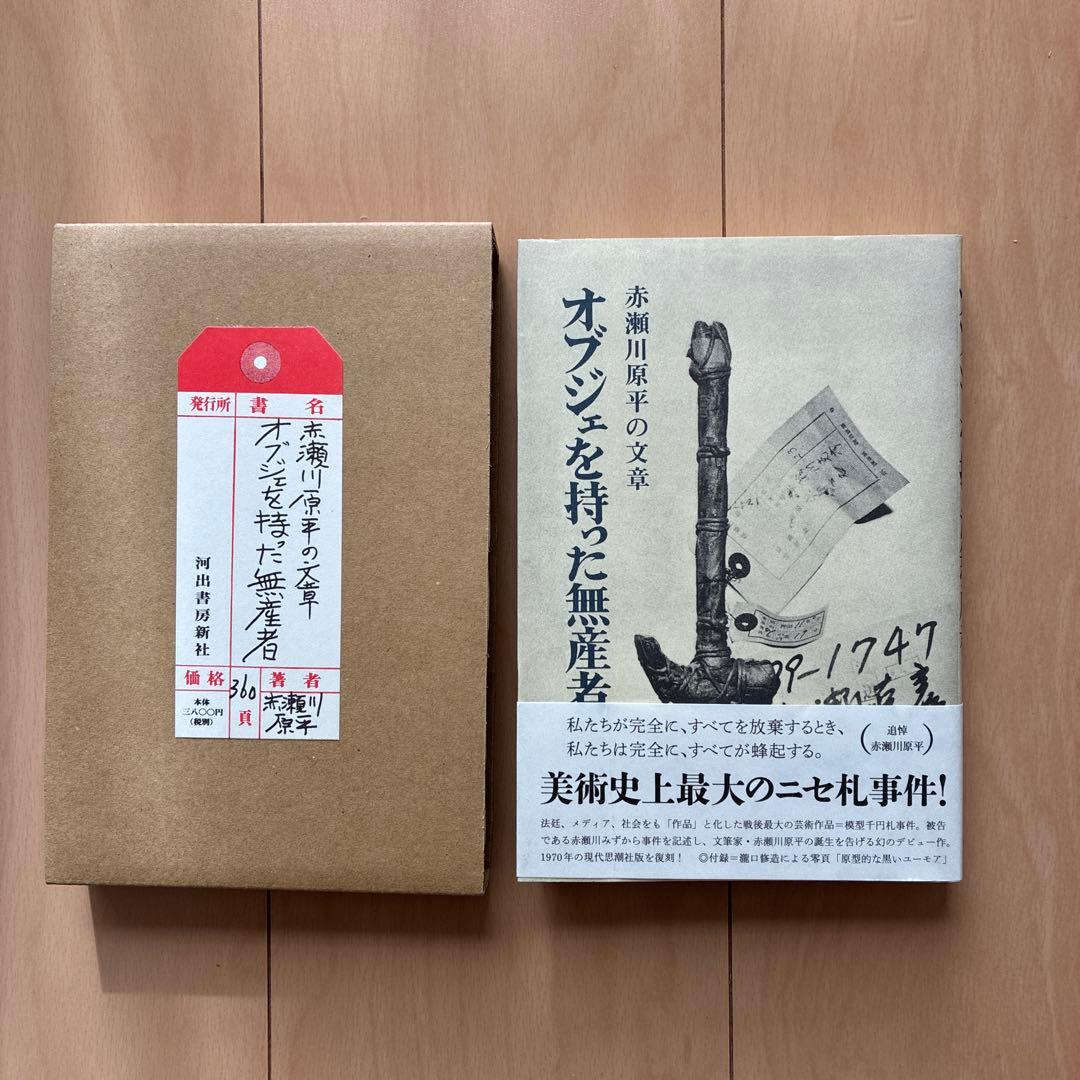 発行所
書名
赤瀬川原平の文章
オブジェを持った無産者
河出書房新社
価格
本体
三八〇〇円
(税別)
360
頁
著者
赤瀬川
原平
赤瀬川原平の文章
オブジェを持った無産者
39-1747
私たちが完全に、すべてを放棄するとき、
私たちは完全に、すべてが蜂起する。
(追悼
赤瀬川原平)
美術史上最大のニセ札事件!
法廷、メディア、社会をも「作品」と化した戦後最大の芸術作品=模型千円札事件。被告
である赤瀬川みずから事件を記述し、文筆家・赤瀬川原平の誕生を告げる幻のデビュー作。
1970年の現代思潮社版を復刻! ◎付録=瀧口修造による零頁「原型的な黒いユーモア」